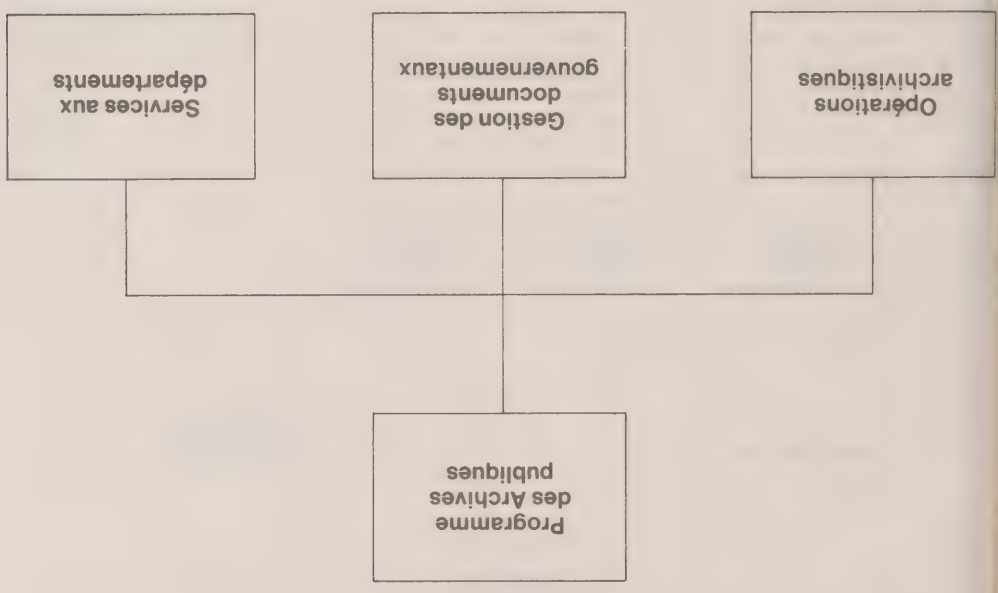 Programme
des Archives
publiques
Opérations
archivistiques
Gestion des
documents
gouvernementaux
Services aux
départements